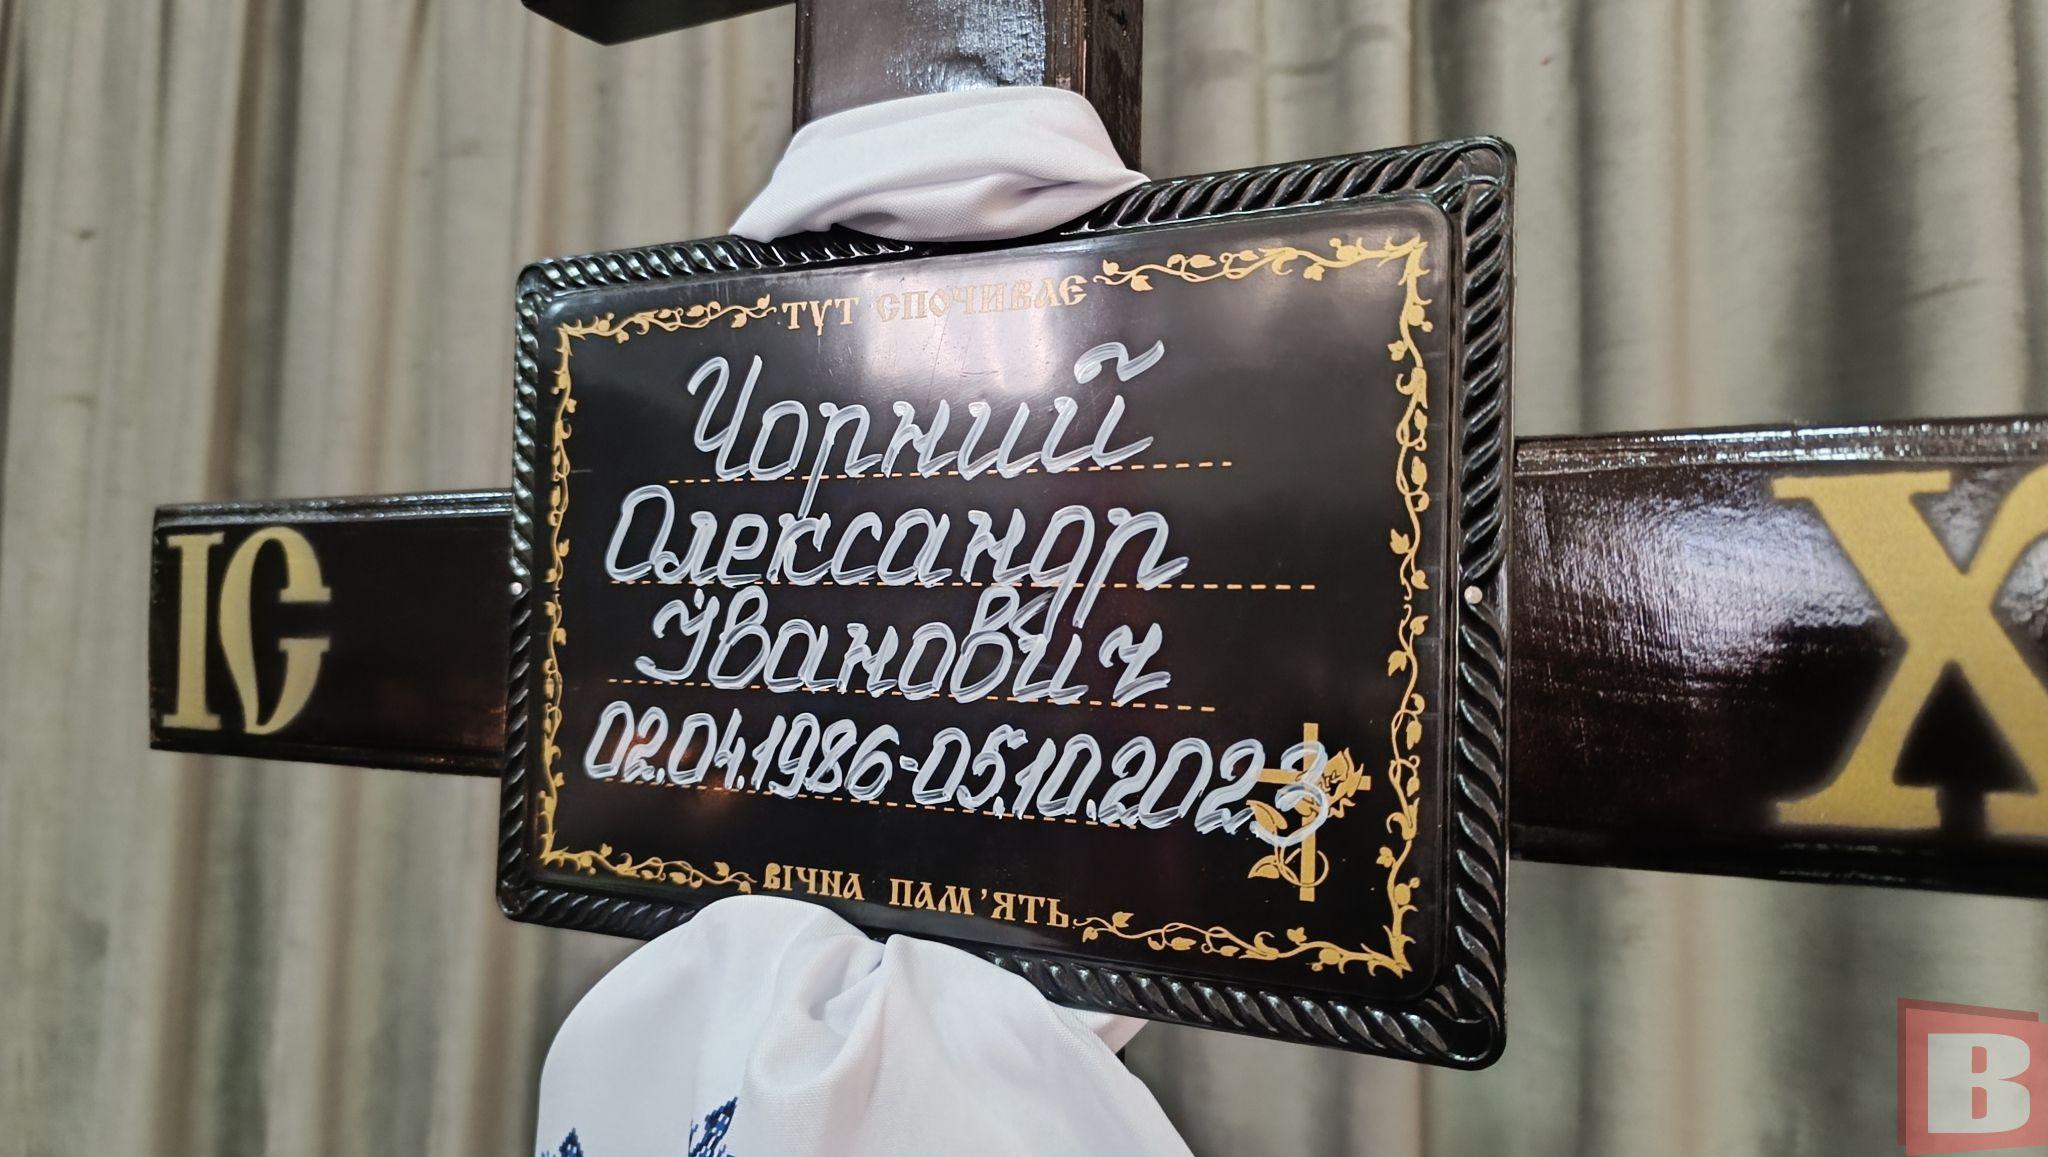 ТУТ СПОЧИВАЄ
Чорний
Олександр
Іванович
02.04.1986-05.10.2023
ВІЧНА ПАМ'ЯТЬ
ІС
Х
В